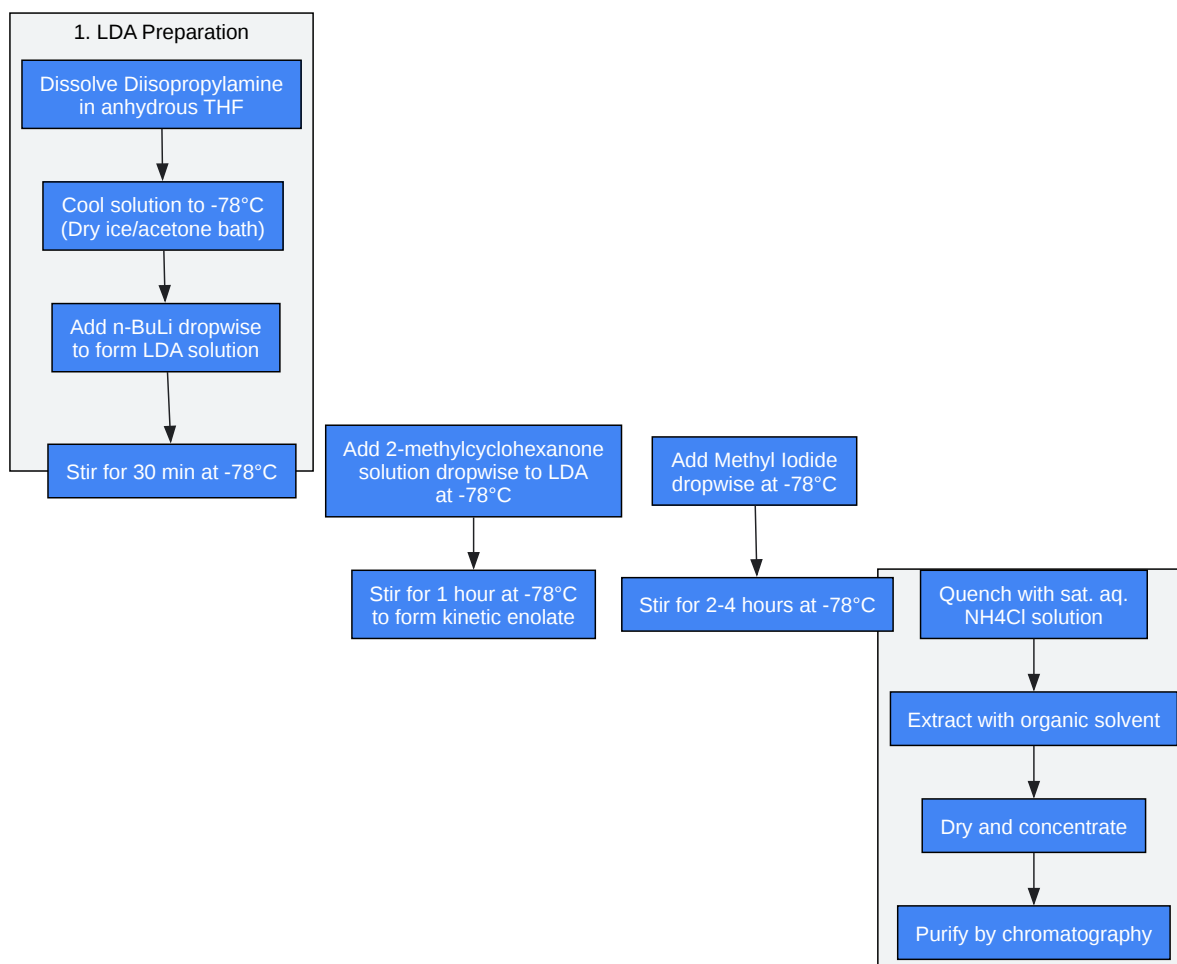 1. LDA Preparation
Dissolve Diisopropylamine
in anhydrous THF
Cool solution to -78°C
(Dry ice/acetone bath)
Add n-BuLi dropwise
to form LDA solution
Stir for 30 min at -78°C
Add 2-methylcyclohexanone
solution dropwise to LDA
at -78°C
Stir for 1 hour at -78°C
to form kinetic enolate
Add Methyl Iodide
dropwise at -78°C
Stir for 2-4 hours at -78°C
Quench with sat. aq.
NH4Cl solution
Extract with organic solvent
Dry and concentrate
Purify by chromatography